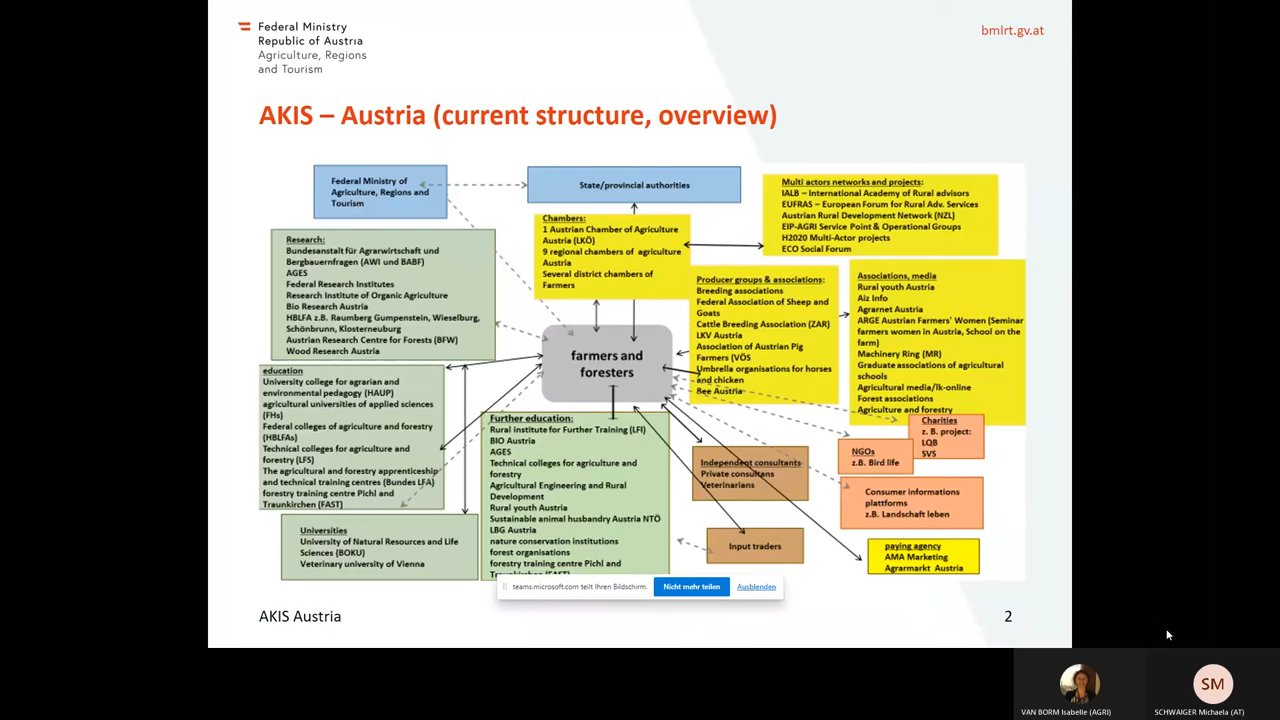 Federal Ministry
Republic of Austria
Agriculture, Regions
and Tourism
bmlrt.gv.at
AKIS – Austria (current structure, overview)
Federal Ministry of
Agriculture, Regions and
Tourism
State/provincial authorities
Multi actors networks and projects:
IALB – International Academy of Rural advisors
EUFRAS – European Forum for Rural Adv. Services
Austrian Rural Development Network (NZL)
EIP-AGRI Service Point & Operational Groups
H2020 Multi-Actor projects
ECO Social Forum
Chambers:
1 Austrian Chamber of Agriculture
Austria (LKÖ)
9 regional chambers of agriculture
Austria
Several district chambers of
Farmers
Research:
Bundesanstalt für Agrarwirtschaft und
Bergbauernfragen (AWI und BABF)
AGES
Federal Research Institutes
Research Institute of Organic Agriculture
Bio Research Austria
HBLFA z.B. Raumberg Gumpenstein, Wieselburg,
Schönbrunn, Klosterneuburg
Austrian Research Centre for Forests (BFW)
Wood Research Austria
Producer groups & associations:
Breeding associations
Federal Association of Sheep and
Goats
Cattle Breeding Association (ZAR)
LKV Austria
Association of Austrian Pig
Farmers (VÖS
Umbrella organisations for horses
and chicken
Bee Austria
Associations, media
Rural youth Austria
Aiz Info
Agrarnet Austria
ARGE Austrian Farmers' Women (Seminar
farmers women in Austria, School on the
farm)
Machinery Ring (MR)
Graduate associations of agricultural
schools
Agricultural media/lk-online
Forest associations
Agriculture and forestry
farmers and
foresters
education
University college for agrarian and
environmental pedagogy (HAUP)
agricultural universities of applied sciences
(FHs)
Federal colleges of agriculture and forestry
(HBLFAs)
Technical colleges for agriculture and
forestry (LFS)
The agricultural and forestry apprenticeship
and technical training centres (Bundes LFA)
forestry training centre Pichl and
Traunkirchen (FAST)
Further education:
Rural institute for Further Training (LFI)
BIO Austria
AGES
Technical colleges for agriculture and
forestry
Agricultural Engineering and Rural
Development
Rural youth Austria
Sustainable animal husbandry Austria NTÖ
LBG Austria
nature conservation institutions
forest organisations
forestry training centre Pichl and
Traunkirchen (FAST)
Charities
z. B. project:
LQB
SVS
NGOs
z.B. Bird life
Independent consultants
Private consultans
Veterinarians
Consumer informations
plattforms
z.B. Landschaft leben
Universities
University of Natural Resources and Life
Sciences (BOKU)
Veterinary university of Vienna
Input traders
paying agency
AMA Marketing
Agrarmarkt Austria
teams.microsoft.com teilt Ihren Bildschirm.
Nicht mehr teilen
Ausblenden
AKIS Austria
2
SM
VAN BORM Isabelle (AGRI)
SCHWAIGER Michaela (AT)